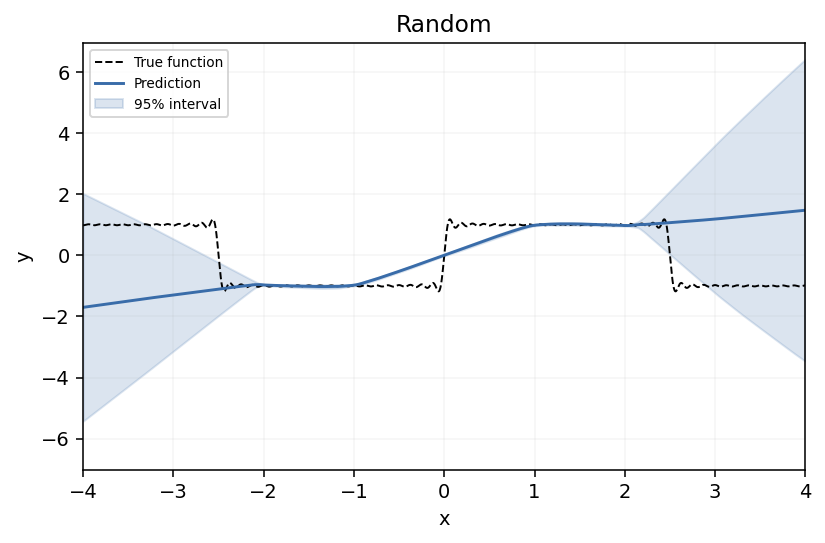 Random
True function
Prediction
95% interval
y
6
4
2
0
−2
−4
−6
−4 −3 −2 −1 0 1 2 3 4
x